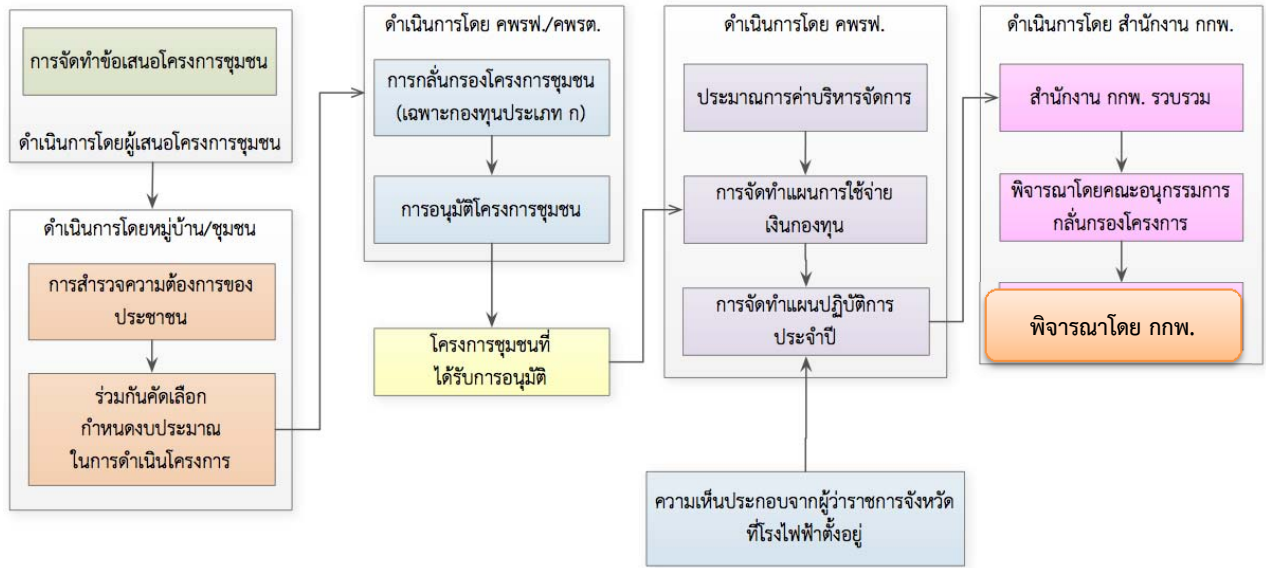 การจัดทำข้อเสนอโครงการชุมชน
ดำเนินการโดยผู้เสนอโครงการชุมชน
ดำเนินการโดยหมู่บ้าน/ชุมชน
การสำรวจความต้องการของ
ประชาชน
ร่วมกันคัดเลือก
กำหนดงบประมาณ
ในการดำเนินโครงการ
ดำเนินการโดย คพรฟ./คพรต.
การกลั่นกรองโครงการชุมชน
(เฉพาะกองทุนประเภท ก)
การอนุมัติโครงการชุมชน
โครงการชุมชนที่
ได้รับการอนุมัติ
ดำเนินการโดย คพรฟ.
ประมาณการค่าบริหารจัดการ
การจัดทำแผนการใช้จ่าย
เงินกองทุน
การจัดทำแผนปฏิบัติการ
ประจำปี
ความเห็นประกอบจากผู้ว่าราชการจังหวัด
ที่โรงไฟฟ้าตั้งอยู่
ดำเนินการโดย สำนักงาน กกพ.
สำนักงาน กกพ. รวบรวม
พิจารณาโดยคณะอนุกรรมการ
กลั่นกรองโครงการ
พิจารณาโดย กกพ.